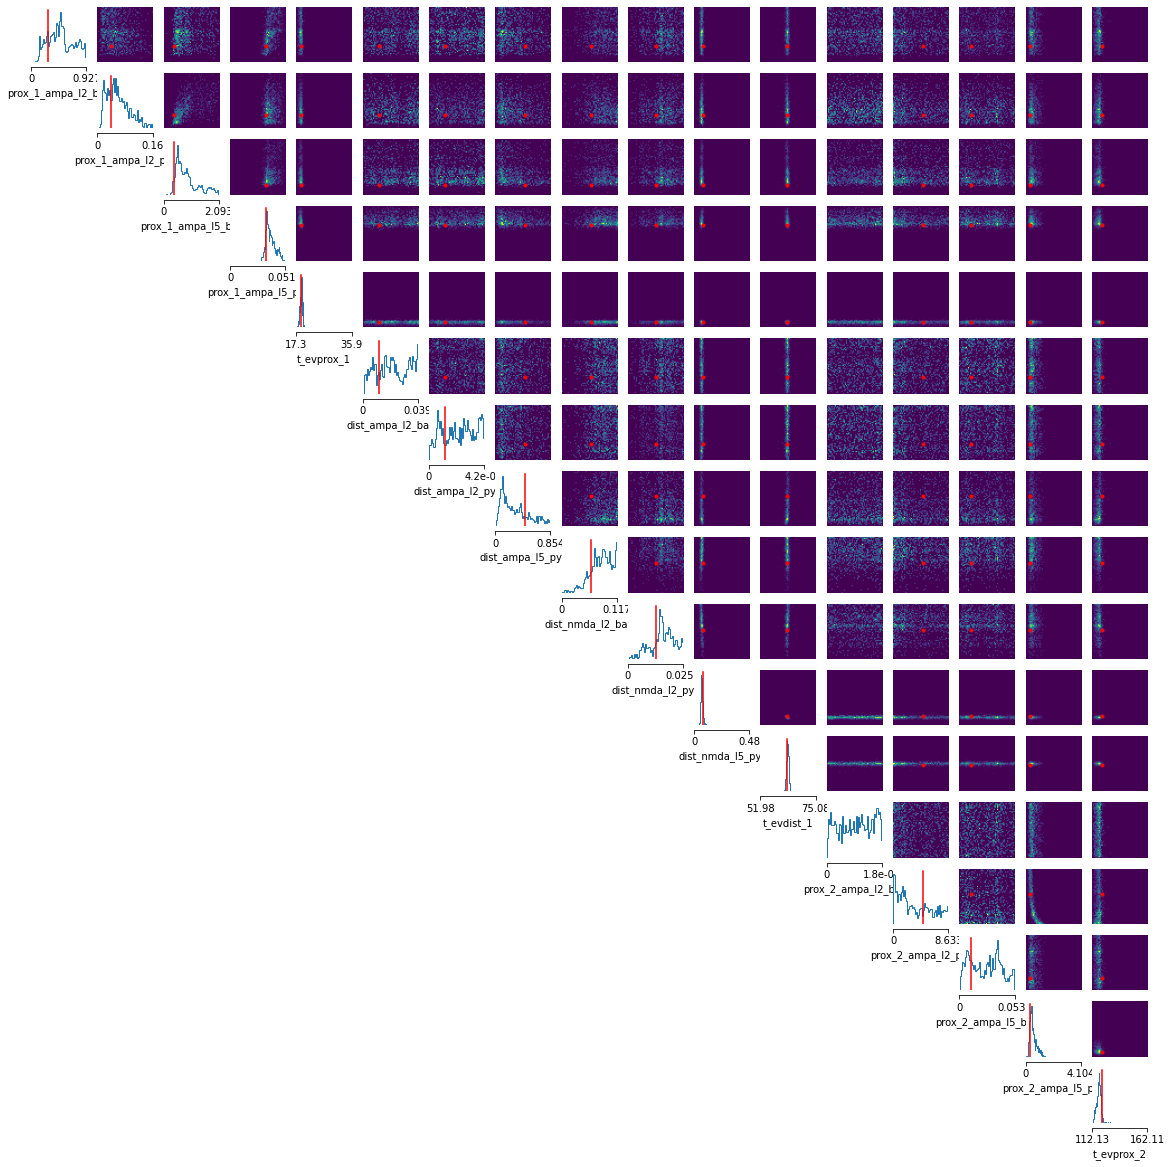 0 0.927
prox_1_ampa_l2_b
0 0.16
prox_1_ampa_l2_p
0 2.093
prox_1_ampa_l5_b
0 0.051
prox_1_ampa_l5_p
17.3 35.9
t_evprox_1
0 0.039
dist_ampa_l2_ba
0 4.2e-0
dist_ampa_l2_py
0 0.854
dist_ampa_l5_py
0 0.117
dist_nmda_l2_ba
0 0.025
dist_nmda_l2_py
0 0.48
dist_nmda_l5_py
51.98 75.08
t_evdist_1
0 1.8e-0
prox_2_ampa_l2_b
0 8.633
prox_2_ampa_l2_p
0 0.053
prox_2_ampa_l5_b
0 4.104
prox_2_ampa_l5_p
112.13 162.11
t_evprox_2